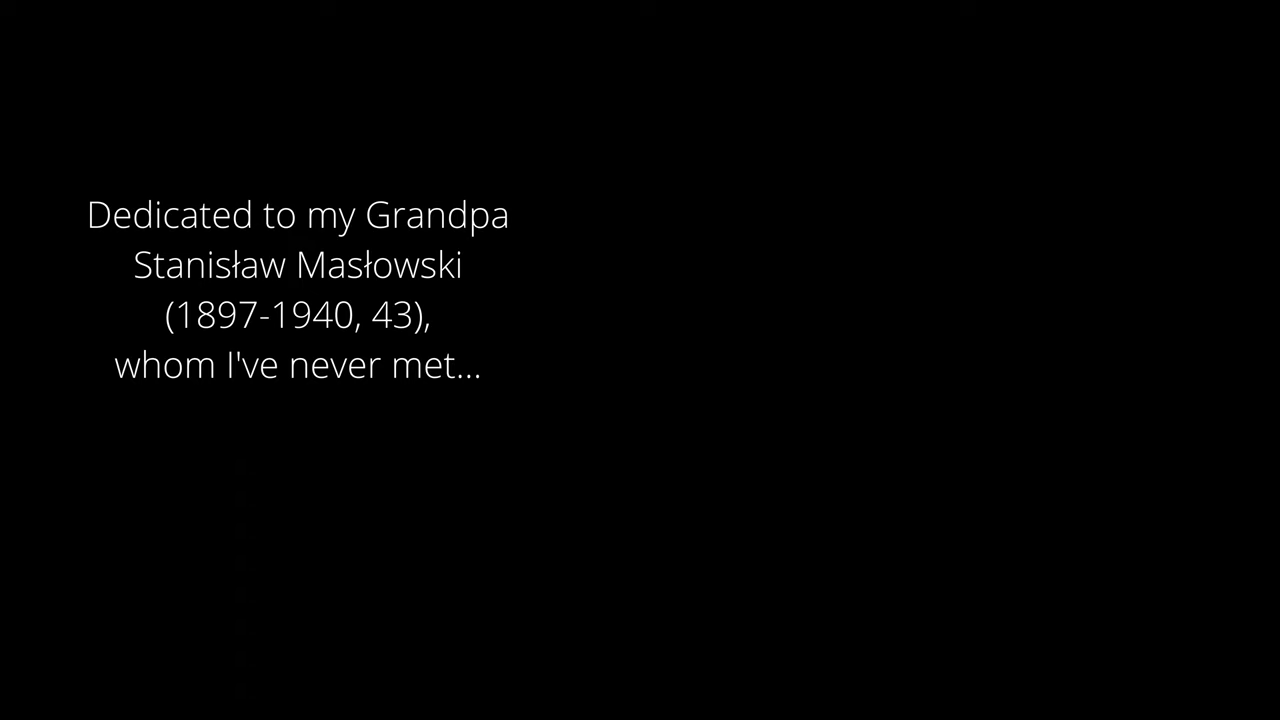 Dedicated to my Grandpa
Stanisław Masłowski
(1897-1940, 43),
whom I've never met...